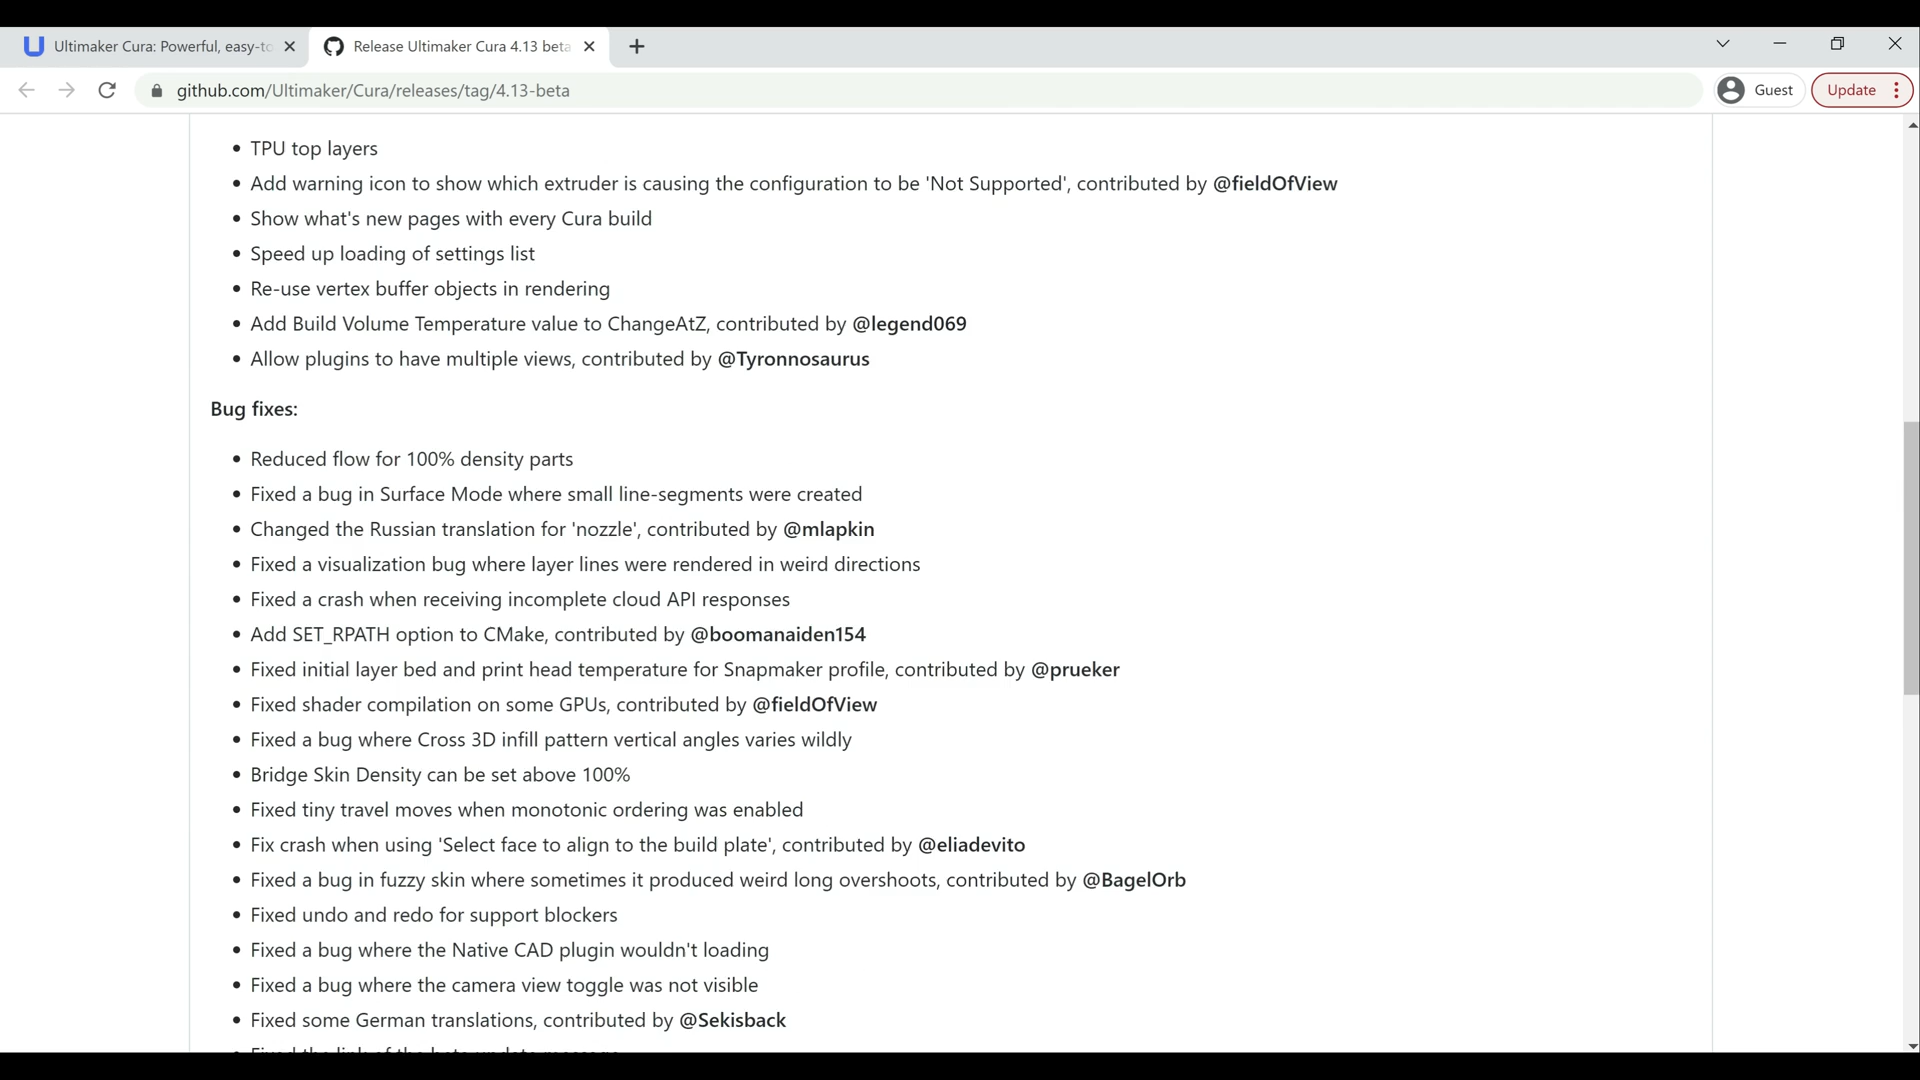 Ultimaker Cura: Powerful, easy-to
Release Ultimaker Cura 4.13 beta
github.com/Ultimaker/Cura/releases/tag/4.13-beta
Guest
Update
• TPU top layers
• Add warning icon to show which extruder is causing the configuration to be 'Not Supported', contributed by @fieldOfView
• Show what's new pages with every Cura build
• Speed up loading of settings list
• Re-use vertex buffer objects in rendering
• Add Build Volume Temperature value to ChangeAtZ, contributed by @legend069
• Allow plugins to have multiple views, contributed by @Tyronnosaurus
Bug fixes:
• Reduced flow for 100% density parts
• Fixed a bug in Surface Mode where small line-segments were created
• Changed the Russian translation for 'nozzle', contributed by @mlapkin
• Fixed a visualization bug where layer lines were rendered in weird directions
• Fixed a crash when receiving incomplete cloud API responses
• Add SET_RPATH option to CMake, contributed by @boomanaiden154
• Fixed initial layer bed and print head temperature for Snapmaker profile, contributed by @prueker
• Fixed shader compilation on some GPUs, contributed by @fieldOfView
• Fixed a bug where Cross 3D infill pattern vertical angles varies wildly
• Bridge Skin Density can be set above 100%
• Fixed tiny travel moves when monotonic ordering was enabled
• Fix crash when using 'Select face to align to the build plate', contributed by @eliadevito
• Fixed a bug in fuzzy skin where sometimes it produced weird long overshoots, contributed by @BagelOrb
• Fixed undo and redo for support blockers
• Fixed a bug where the Native CAD plugin wouldn't loading
• Fixed a bug where the camera view toggle was not visible
• Fixed some German translations, contributed by @Sekisback
• Fixed the link of the beta update message